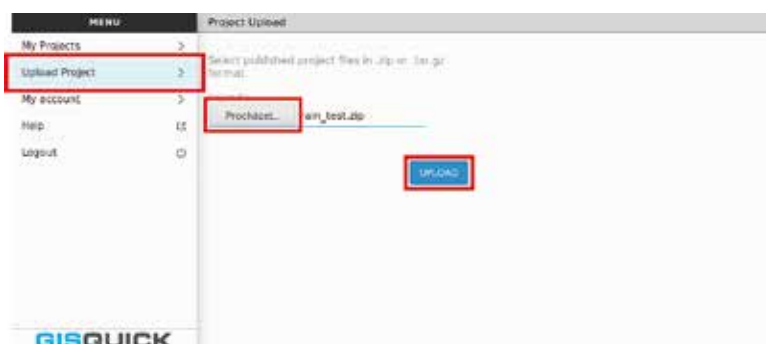 MENU
Project Upload
My Projects
Upload Project
My account
Help
Logout
Select published project files in .zip or .tar.gz
format.
Procházet...
ain_test.zip
UPLOAD
GISQUICK